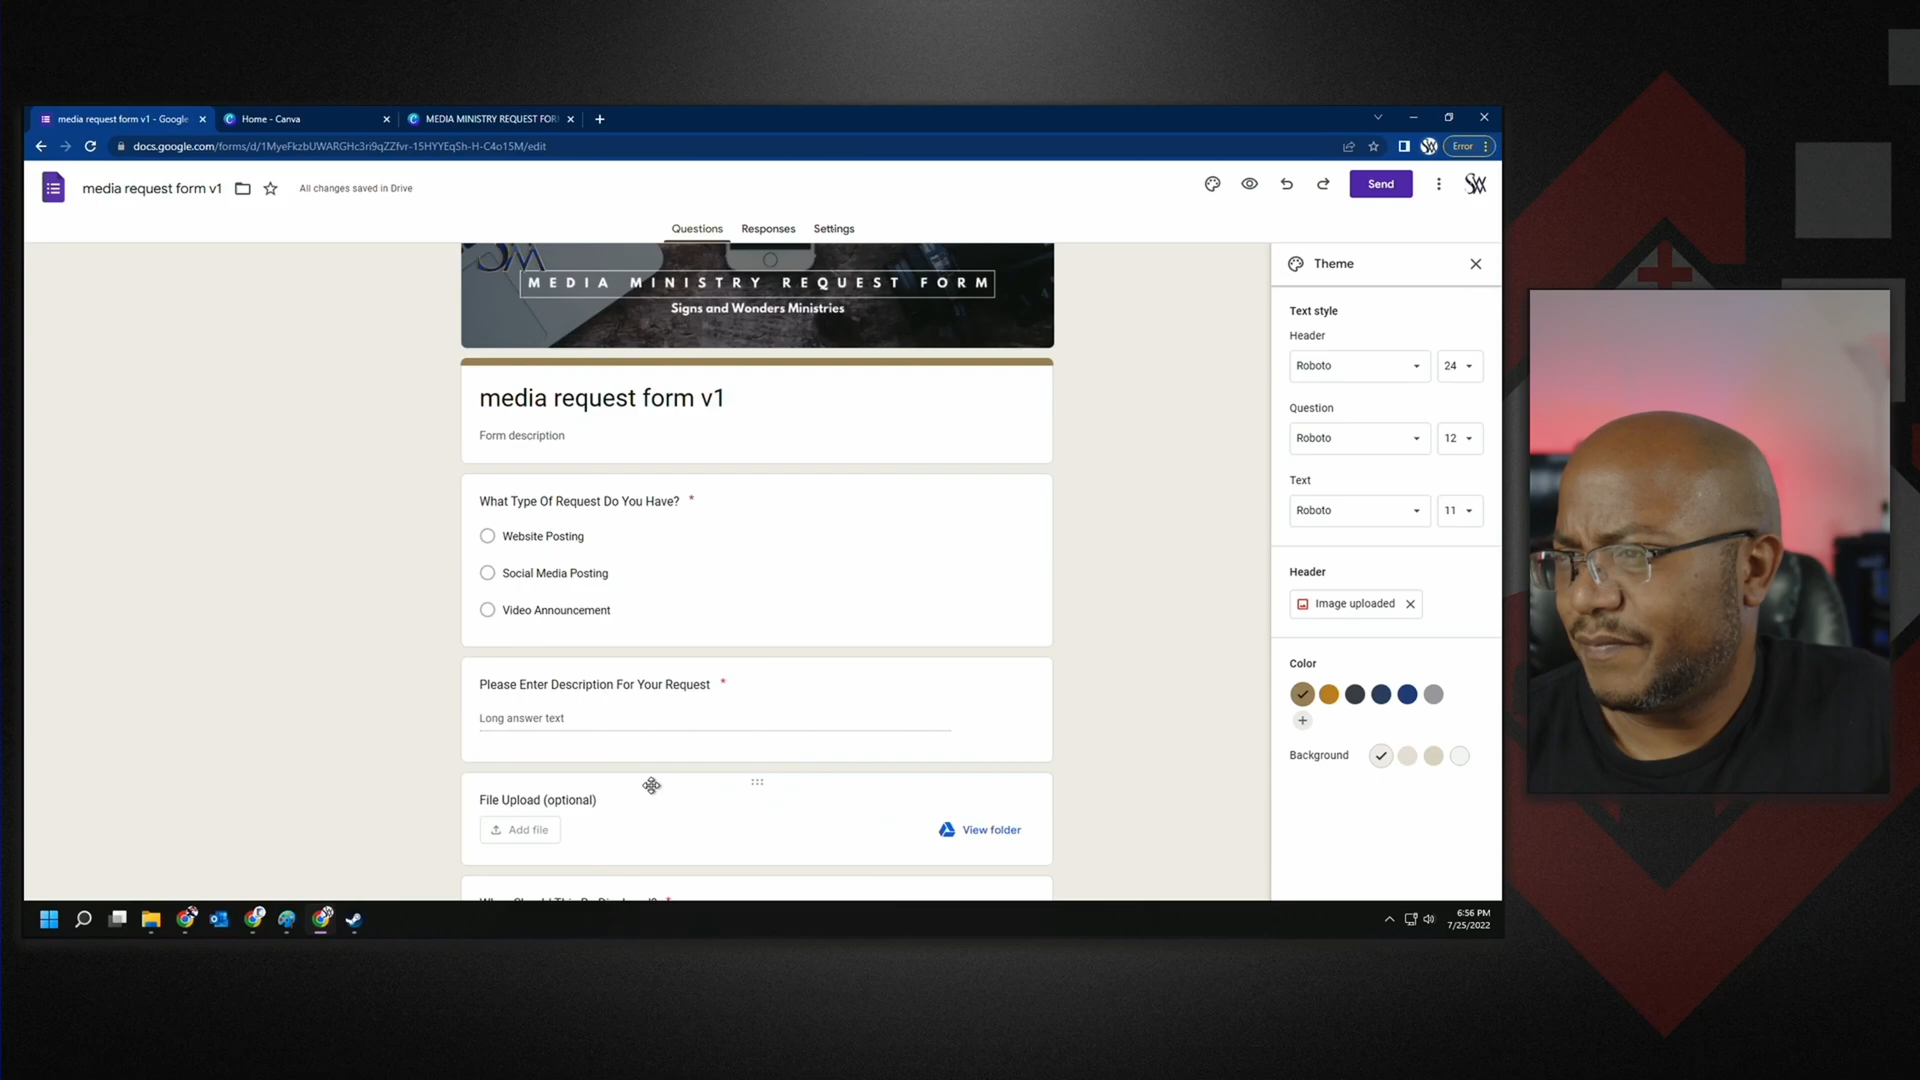 media request form v1 - Google
Home - Canva
MEDIA MINISTRY REQUEST FOR
docs.google.com/forms/d/1MyeFkzbUWARGHc3ri9qZZfvr-15HYYEqSh-H-C4o15M/edit
Error
media request form v1
All changes saved in Drive
Send
SW
Questions
Responses
Settings
MEDIA MINISTRY REQUEST FORM
Signs and Wonders Ministries
media request form v1
Form description
What Type Of Request Do You Have? *
Website Posting
Social Media Posting
Video Announcement
Please Enter Description For Your Request *
Long answer text
File Upload (optional)
Add file
View folder
Theme
Text style
Header
Roboto
24
Question
Roboto
12
Text
Roboto
11
Header
Image uploaded
Color
Background
6:56 PM
7/25/2022